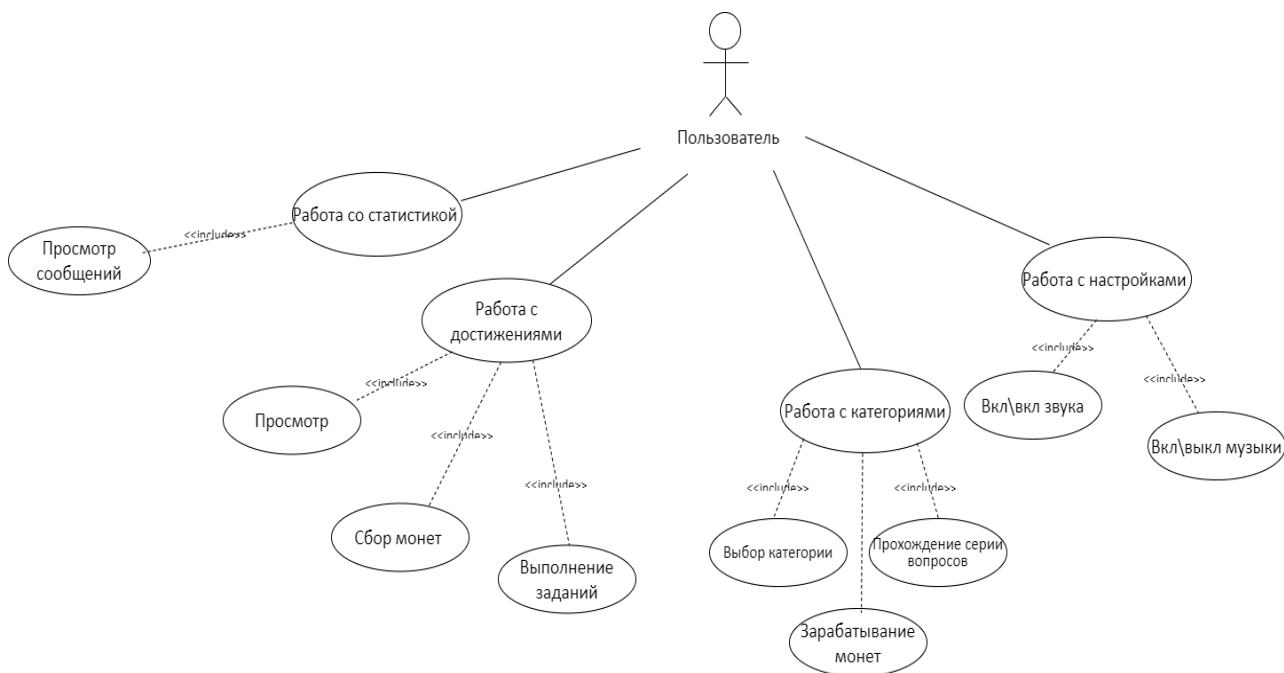 Пользователь
Работа со статистикой
<<include>>
Просмотр
сообщений
Работа с настройками
Работа с
достижениями
<<include>>
<<include>>
Вкл\вкл звука
<<include>>
Работа с категориями
<<include>>
Просмотр
Вкл\выкл музыки
<<include>>
<<include>>
<<include>>
<<include>>
Сбор монет
Выбор категории
Прохождение серии
вопросов
Выполнение
заданий
Зарабатывание
монет